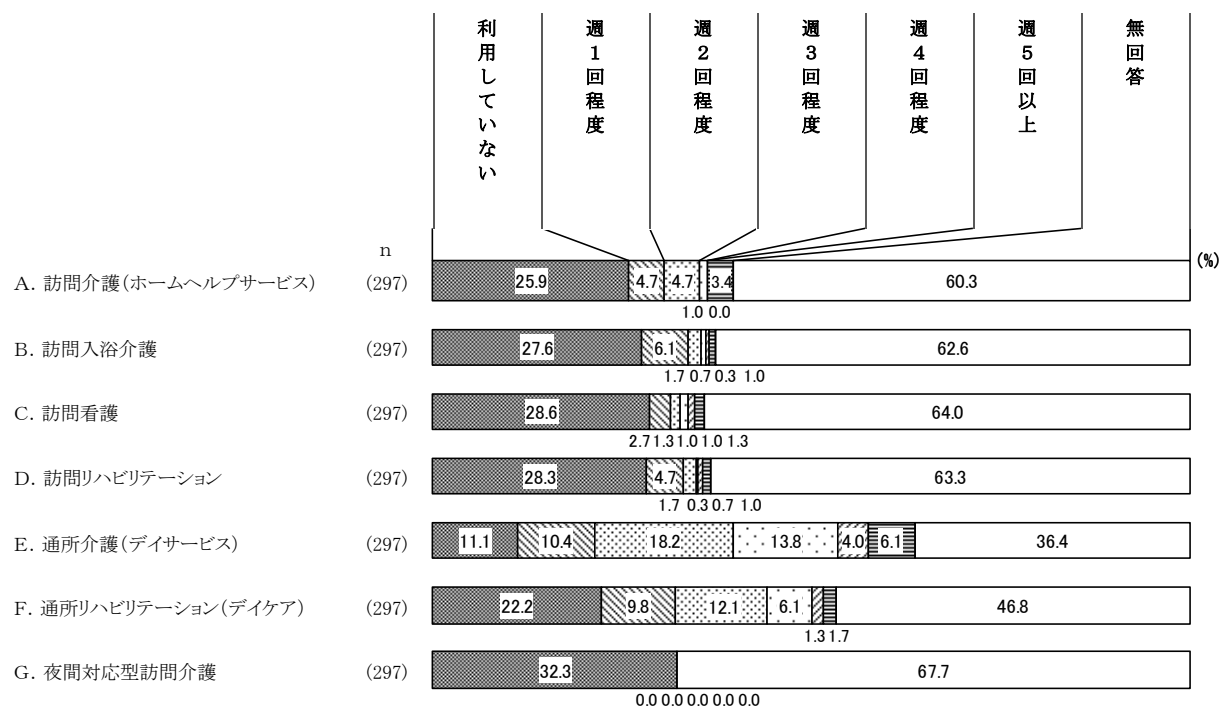 利用していない
週1回程度
週2回程度
週3回程度
週4回程度
週5回以上
無回答
n
(%)
A. 訪問介護(ホームヘルプサービス) (297) 25.9 4.7 4.7 3.4 60.3
1.0 0.0
B. 訪問入浴介護 (297) 27.6 6.1 62.6
1.7 0.7 0.3 1.0
C. 訪問看護 (297) 28.6 64.0
2.7 1.3 1.0 1.0 1.3
D. 訪問リハビリテーション (297) 28.3 4.7 63.3
1.7 0.3 0.7 1.0
E. 通所介護(デイサービス) (297) 11.1 10.4 18.2 13.8 4.0 6.1 36.4
F. 通所リハビリテーション(デイケア) (297) 22.2 9.8 12.1 6.1 46.8
1.3 1.7
G. 夜間対応型訪問介護 (297) 32.3 67.7
0.0 0.0 0.0 0.0 0.0